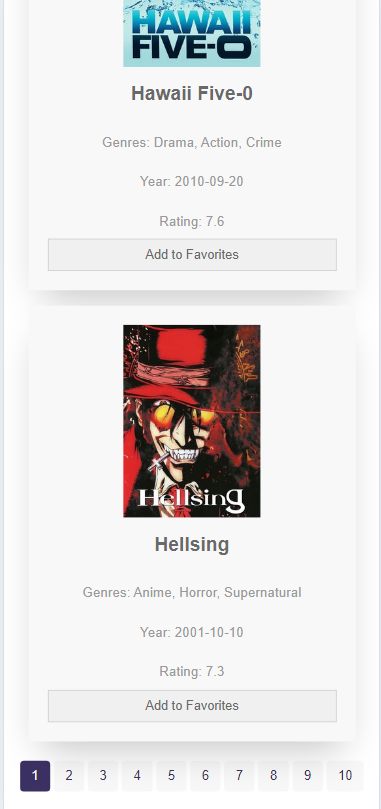 HAWAII
FIVE-O
Hawaii Five-0
Genres: Drama, Action, Crime
Year: 2010-09-20
Rating: 7.6
Add to Favorites
Hellsing
Hellsing
Genres: Anime, Horror, Supernatural
Year: 2001-10-10
Rating: 7.3
Add to Favorites
1 2 3 4 5 6 7 8 9 10